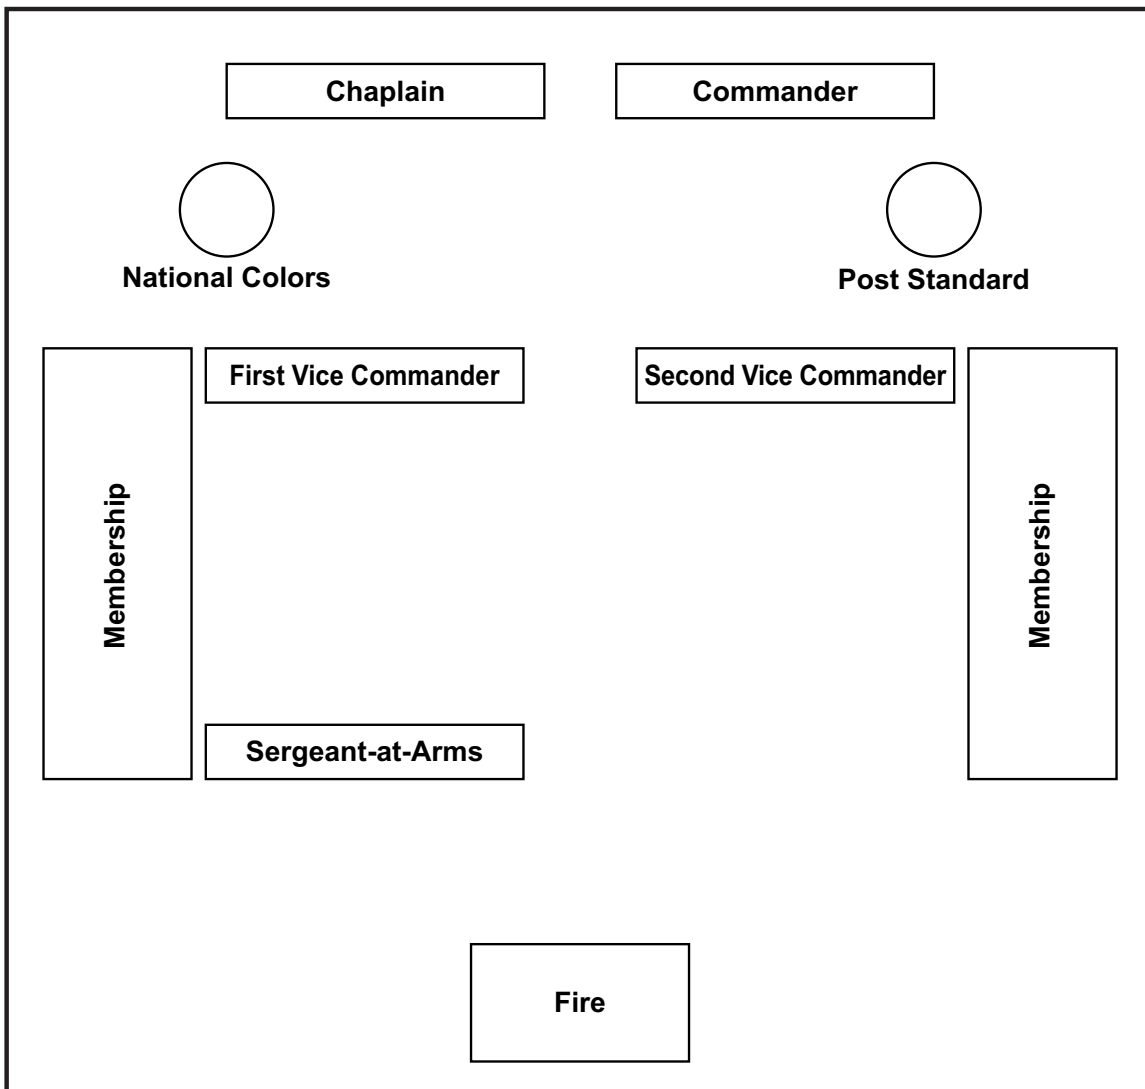 Chaplain
Commander
National Colors
Post Standard
First Vice Commander
Second Vice Commander
Membership
Membership
Sergeant-at-Arms
Fire